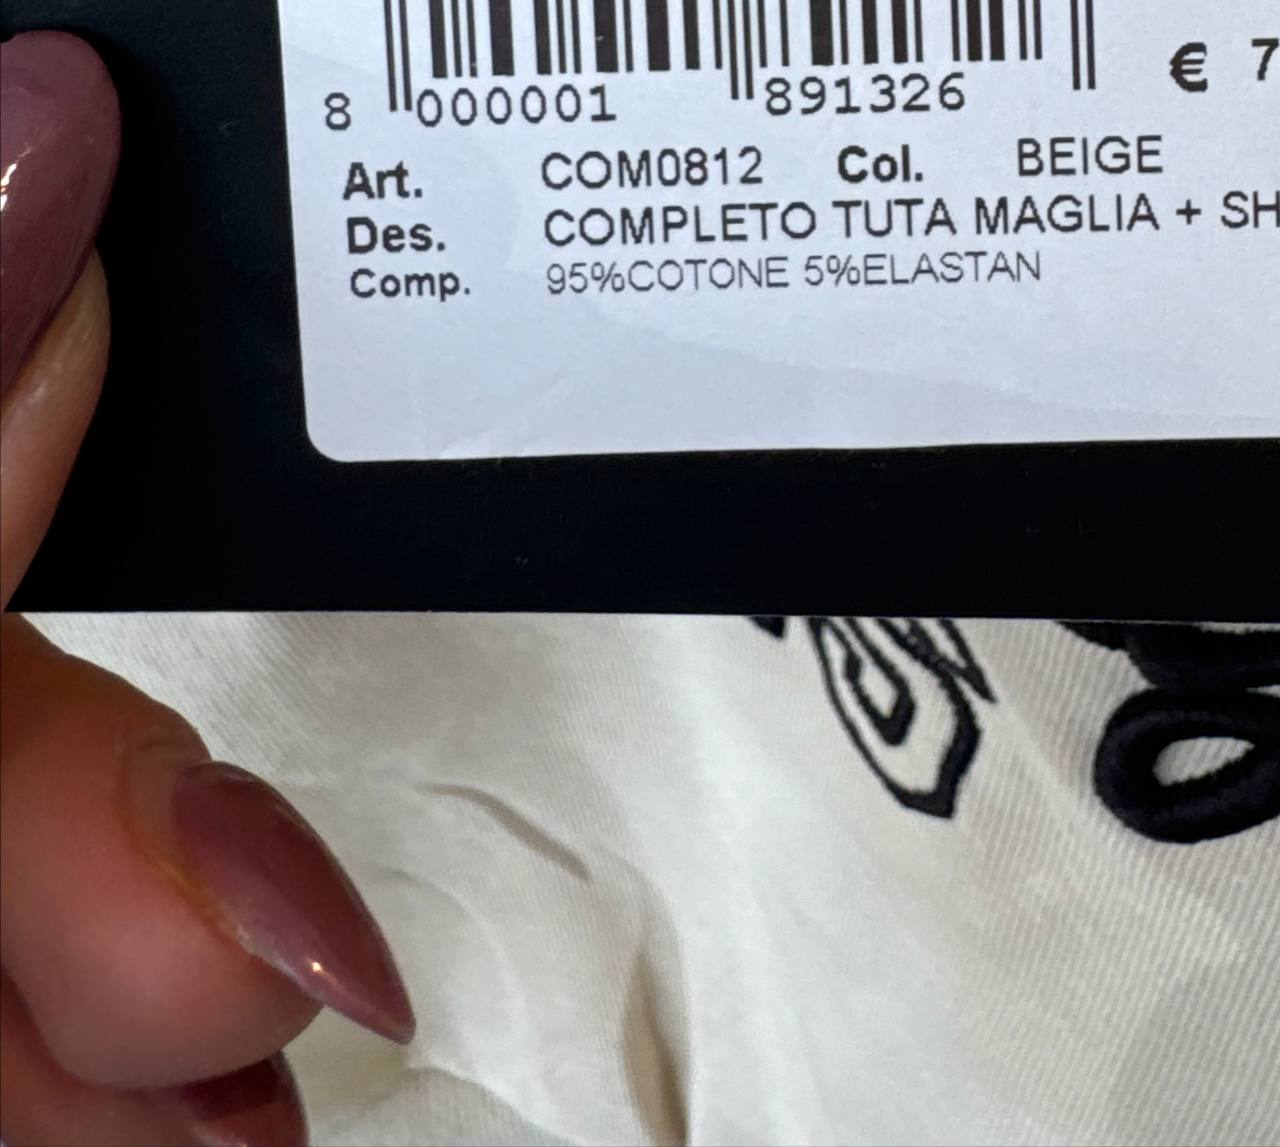 € 7
8 000001 891326
Art. COM0812 Col. BEIGE
Des. COMPLETO TUTA MAGLIA + SH
Comp. 95%COTONE 5%ELASTAN